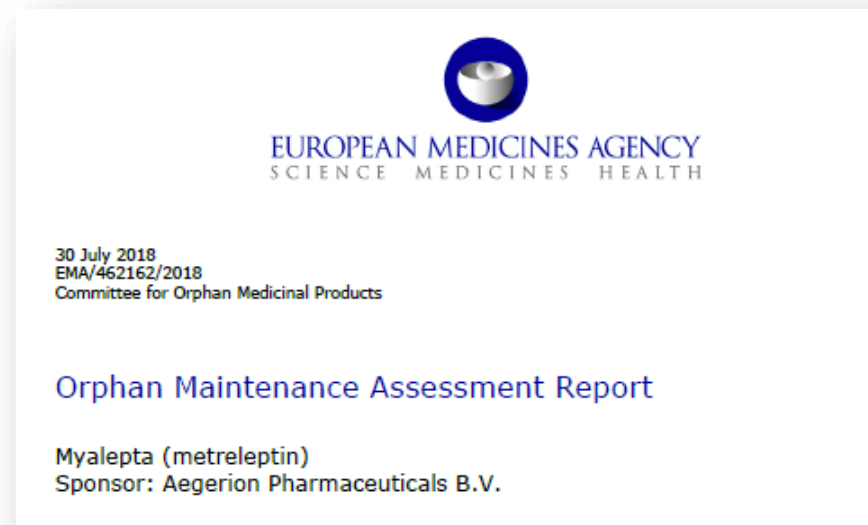 EUROPEAN MEDICINES AGENCY
SCIENCE MEDICINES HEALTH
30 July 2018
EMA/462162/2018
Committee for Orphan Medicinal Products
Orphan Maintenance Assessment Report
Myalepta (metreleptin)
Sponsor: Aegerion Pharmaceuticals B.V.